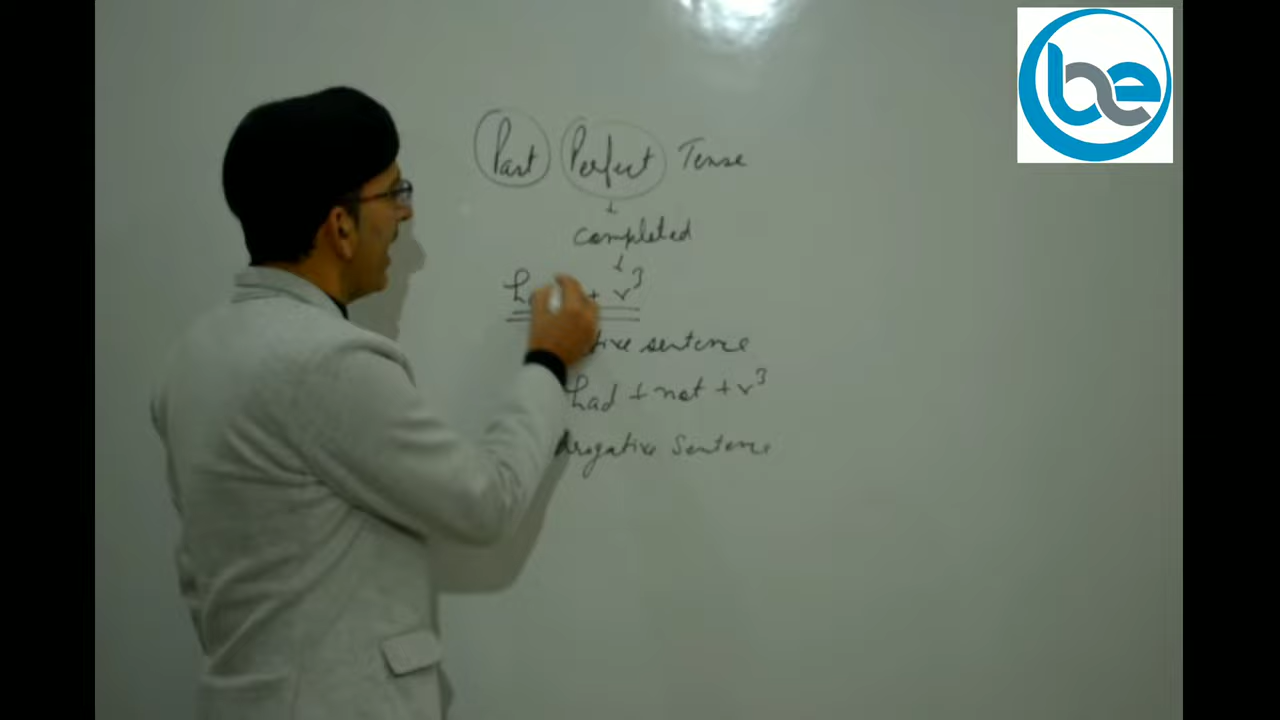 be
Past Perfect Tense
completed
+ v³
sentence
had + not + v³
Sentence